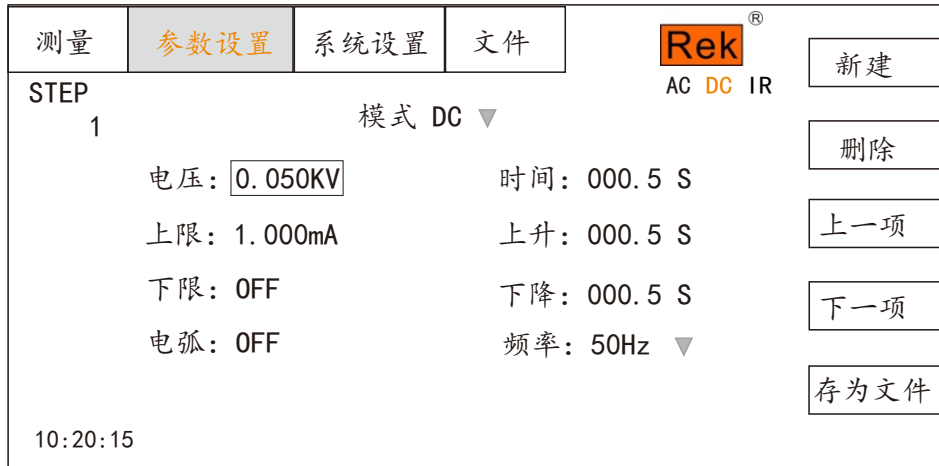 测量 参数设置 系统设置 文件 Rek ®
AC DC IR
新建
STEP
1
模式 DC ▼
删除
电压：0.050KV 时间：000.5 S
上限：1.000mA 上升：000.5 S
上一项
下限：OFF 下降：000.5 S
下一项
电弧：OFF 频率：50Hz ▼
存为文件
10:20:15